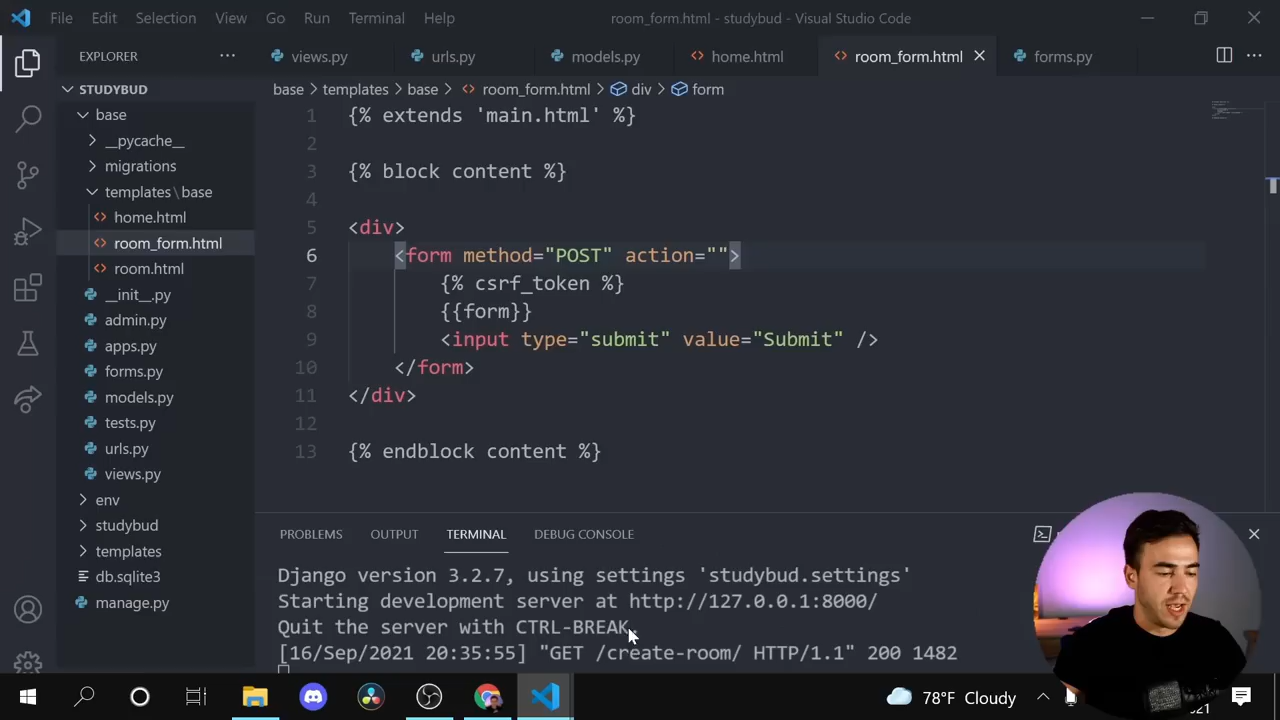 File Edit Selection View Go Run Terminal Help room_form.html - studybud - Visual Studio Code
EXPLORER
views.py urls.py models.py home.html room_form.html forms.py
STUDYBUD
base > templates > base > room_form.html > div > form
base
__pycache__
migrations
templates\base
home.html
room_form.html
room.html
__init__.py
admin.py
apps.py
forms.py
models.py
tests.py
urls.py
views.py
env
studybud
templates
db.sqlite3
manage.py
1 {% extends 'main.html' %}
2
3 {% block content %}
4
5 <div>
6 <form method="POST" action="">
7 {% csrf_token %}
8 {{form}}
9 <input type="submit" value="Submit" />
10 </form>
11 </div>
12
13 {% endblock content %}
PROBLEMS OUTPUT TERMINAL DEBUG CONSOLE
Django version 3.2.7, using settings 'studybud.settings'
Starting development server at http://127.0.0.1:8000/
Quit the server with CTRL-BREAK.
[16/Sep/2021 20:35:55] "GET /create-room/ HTTP/1.1" 200 1482
78°F Cloudy